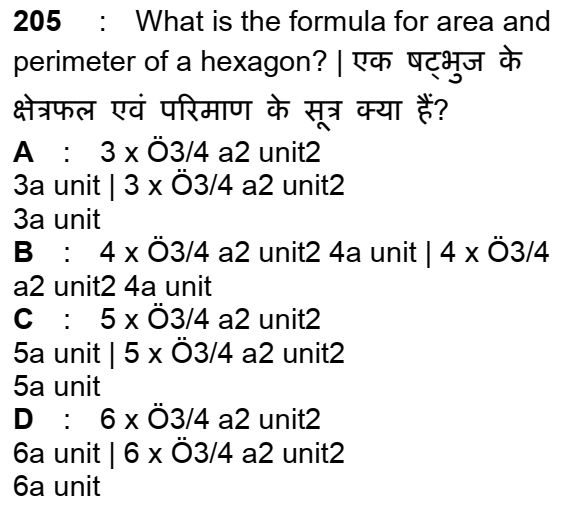 205 : What is the formula for area and
perimeter of a hexagon? | एक षट्भुज के
क्षेत्रफल एवं परिमाण के सूत्र क्या हैं?
A : 3 x Ö3/4 a2 unit2
3a unit | 3 x Ö3/4 a2 unit2
3a unit
B : 4 x Ö3/4 a2 unit2 4a unit | 4 x Ö3/4
a2 unit2 4a unit
C : 5 x Ö3/4 a2 unit2
5a unit | 5 x Ö3/4 a2 unit2
5a unit
D : 6 x Ö3/4 a2 unit2
6a unit | 6 x Ö3/4 a2 unit2
6a unit